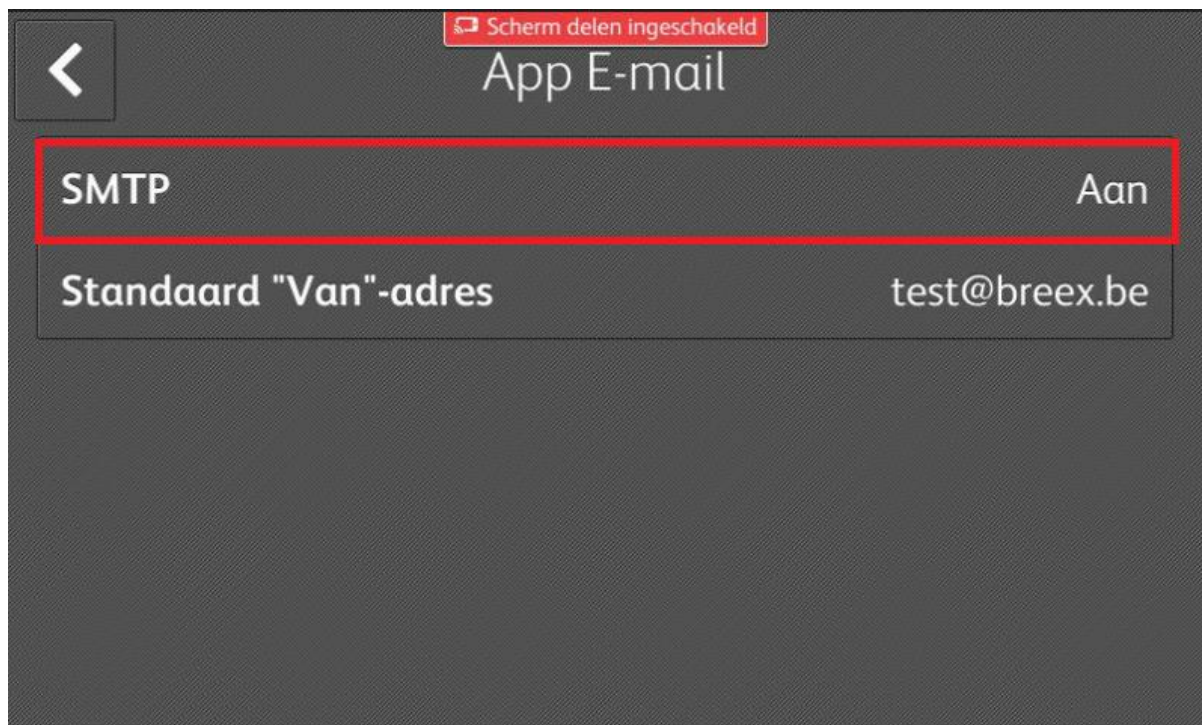 Scherm delen ingeschakeld
App E-mail
SMTP Aan
Standaard "Van"-adres test@breex.be